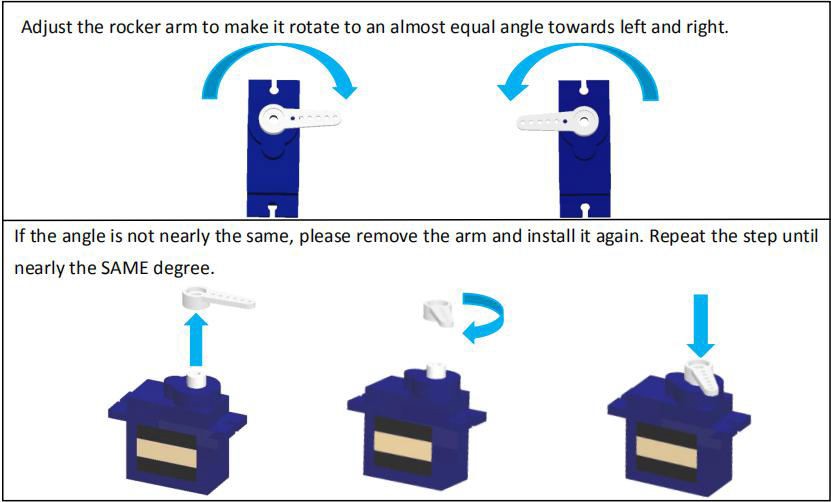 Adjust the rocker arm to make it rotate to an almost equal angle towards left and right.
If the angle is not nearly the same, please remove the arm and install it again. Repeat the step until
nearly the SAME degree.